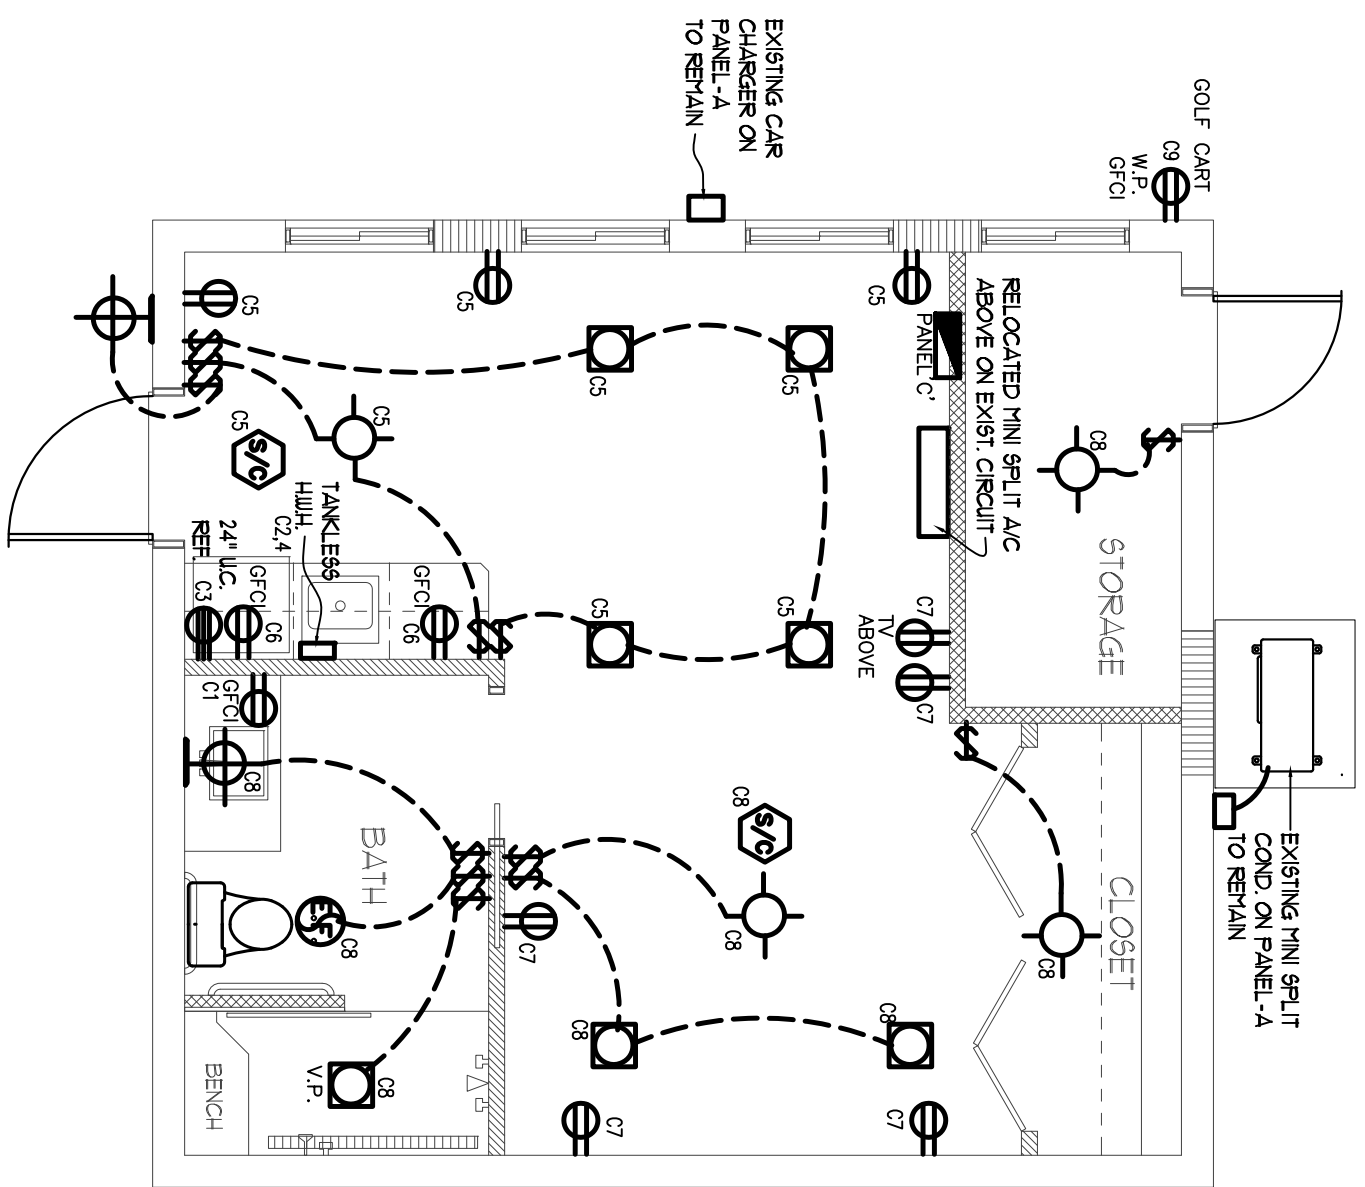 GOLF CART
C9
W.P.
GFCI
EXISTING CAR
CHARGER ON
PANEL-A
TO REMAIN
RELOCATED MINI SPLIT A/C
ABOVE ON EXIST. CIRCUIT
PANEL 'C'
C5
C5
C5
C5
C5
C5
C5
C5
S/C
C5
C5
C8
STORAGE
C7
TV
ABOVE
C7
TANKLESS
H.W.H.
C2,4
24" U.C.
REF.
C3
GFCI
C6
GFCI
C6
GFCI
C1
C8
BATH
E.F.
C8
C8
V.P.
BENCH
C8
S/C
C8
C7
C8
C8
C7
C7
CLOSET
C8
EXISTING MINI SPLIT
COND. ON PANEL-A
TO REMAIN